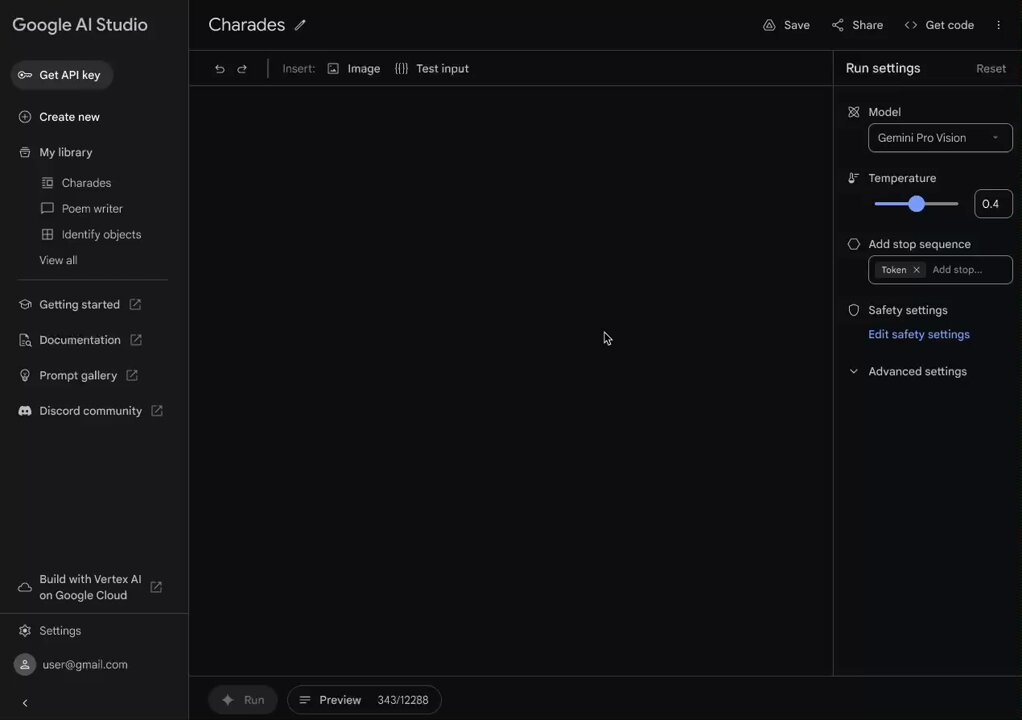 Google AI Studio
Charades
Save
Share
Get code
Get API key
Create new
My library
Charades
Poem writer
Identify objects
View all
Getting started
Documentation
Prompt gallery
Discord community
Build with Vertex AI
on Google Cloud
Settings
user@gmail.com
Insert:
Image
Test input
Run settings
Reset
Model
Gemini Pro Vision
Temperature
0.4
Add stop sequence
Token
Add stop...
Safety settings
Edit safety settings
Advanced settings
Run
Preview
343/12288